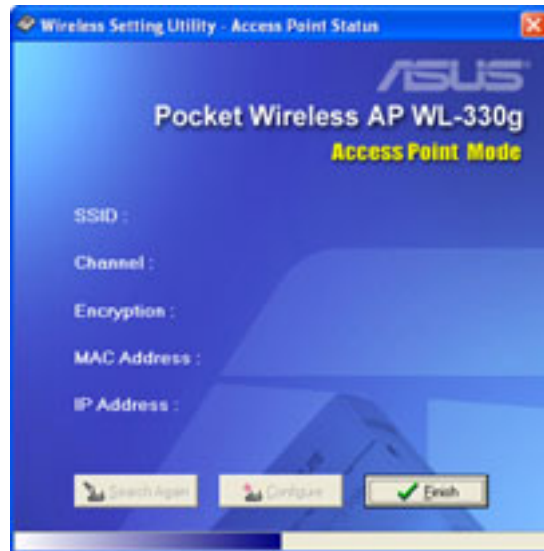 Wireless Setting Utility - Access Point Status
ASUS
Pocket Wireless AP WL-330g
Access Point Mode
SSID :
Channel :
Encryption :
MAC Address :
IP Address :
Search Again
Configure
Finish